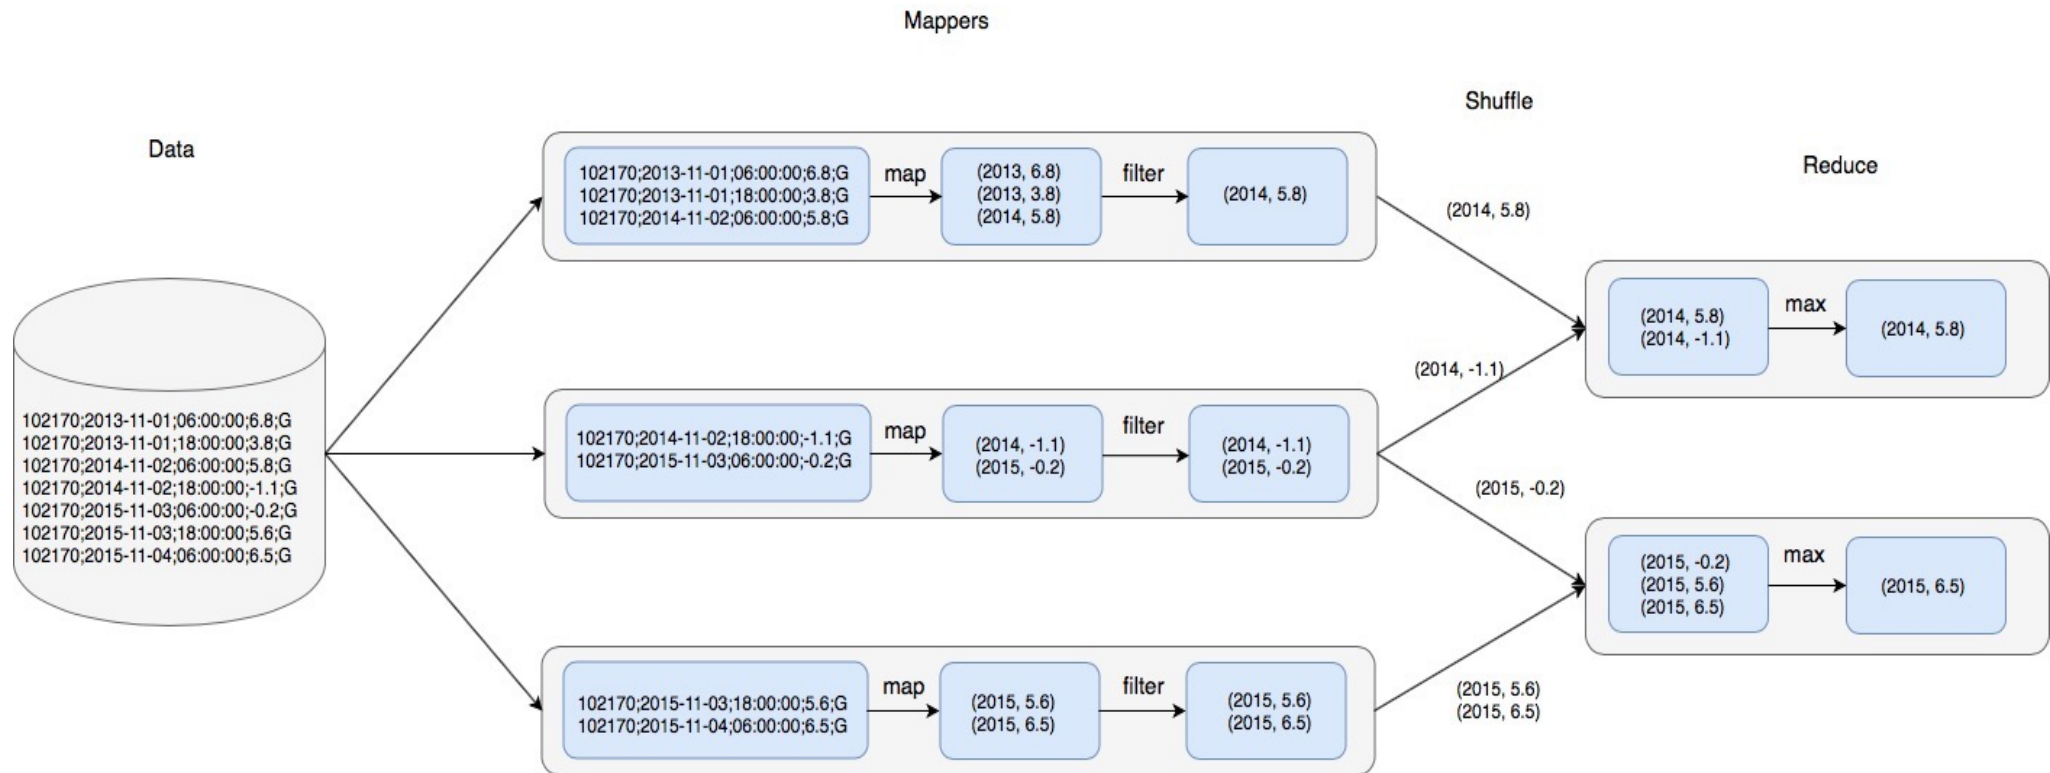 Mappers
Shuffle
Data
Reduce
102170;2013-11-01;06:00:00;6.8;G
102170;2013-11-01;18:00:00;3.8;G
102170;2014-11-02;06:00:00;5.8;G
102170;2014-11-02;18:00:00;-1.1;G
102170;2015-11-03;06:00:00;-0.2;G
102170;2015-11-03;18:00:00;5.6;G
102170;2015-11-04;06:00:00;6.5;G
102170;2013-11-01;06:00:00;6.8;G
102170;2013-11-01;18:00:00;3.8;G
102170;2014-11-02;06:00:00;5.8;G
map
(2013, 6.8)
(2013, 3.8)
(2014, 5.8)
filter
(2014, 5.8)
102170;2014-11-02;18:00:00;-1.1;G
102170;2015-11-03;06:00:00;-0.2;G
map
(2014, -1.1)
(2015, -0.2)
filter
(2014, -1.1)
(2015, -0.2)
102170;2015-11-03;18:00:00;5.6;G
102170;2015-11-04;06:00:00;6.5;G
map
(2015, 5.6)
(2015, 6.5)
filter
(2015, 5.6)
(2015, 6.5)
(2014, 5.8)
(2014, -1.1)
(2015, -0.2)
(2015, 5.6)
(2015, 6.5)
(2014, 5.8)
(2014, -1.1)
max
(2014, 5.8)
(2015, -0.2)
(2015, 5.6)
(2015, 6.5)
max
(2015, 6.5)